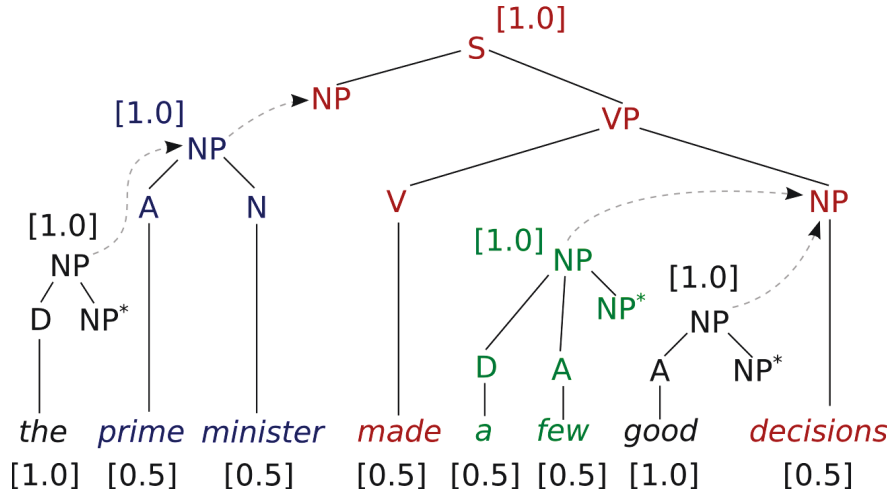 [1.0]
S
NP
[1.0]
VP
NP
A N V NP
[1.0]
[1.0]
NP
NP
[1.0]
NP*
D NP*
NP
D A A NP*
the prime minister made a few good decisions
[1.0] [0.5] [0.5] [0.5] [0.5] [0.5] [1.0] [0.5]